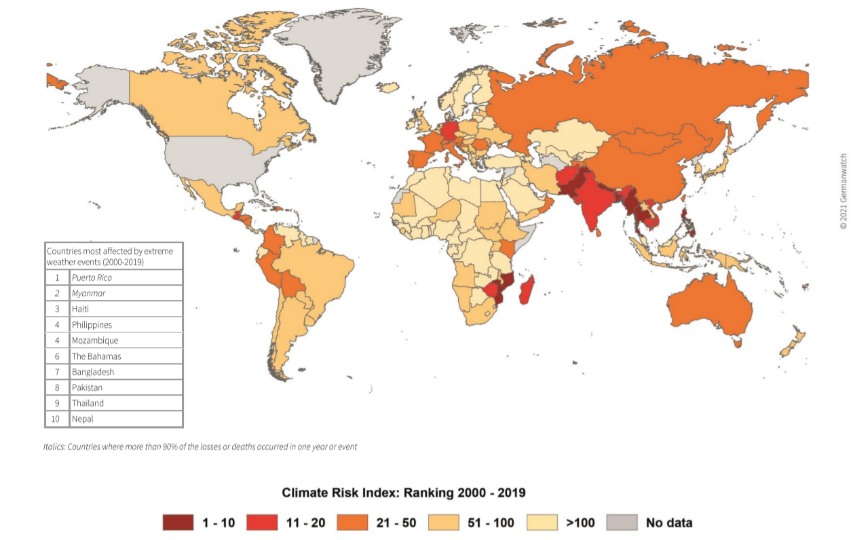 © 2021 Germanwatch
Countries most affected by extreme
weather events (2000-2019)
1 Puerto Rico
2 Myanmar
3 Haiti
4 Philippines
4 Mozambique
6 The Bahamas
7 Bangladesh
8 Pakistan
9 Thailand
10 Nepal
Italics: Countries where more than 90% of the losses or deaths occurred in one year or event
Climate Risk Index: Ranking 2000 - 2019
1 - 10 11 - 20 21 - 50 51 - 100 >100 No data